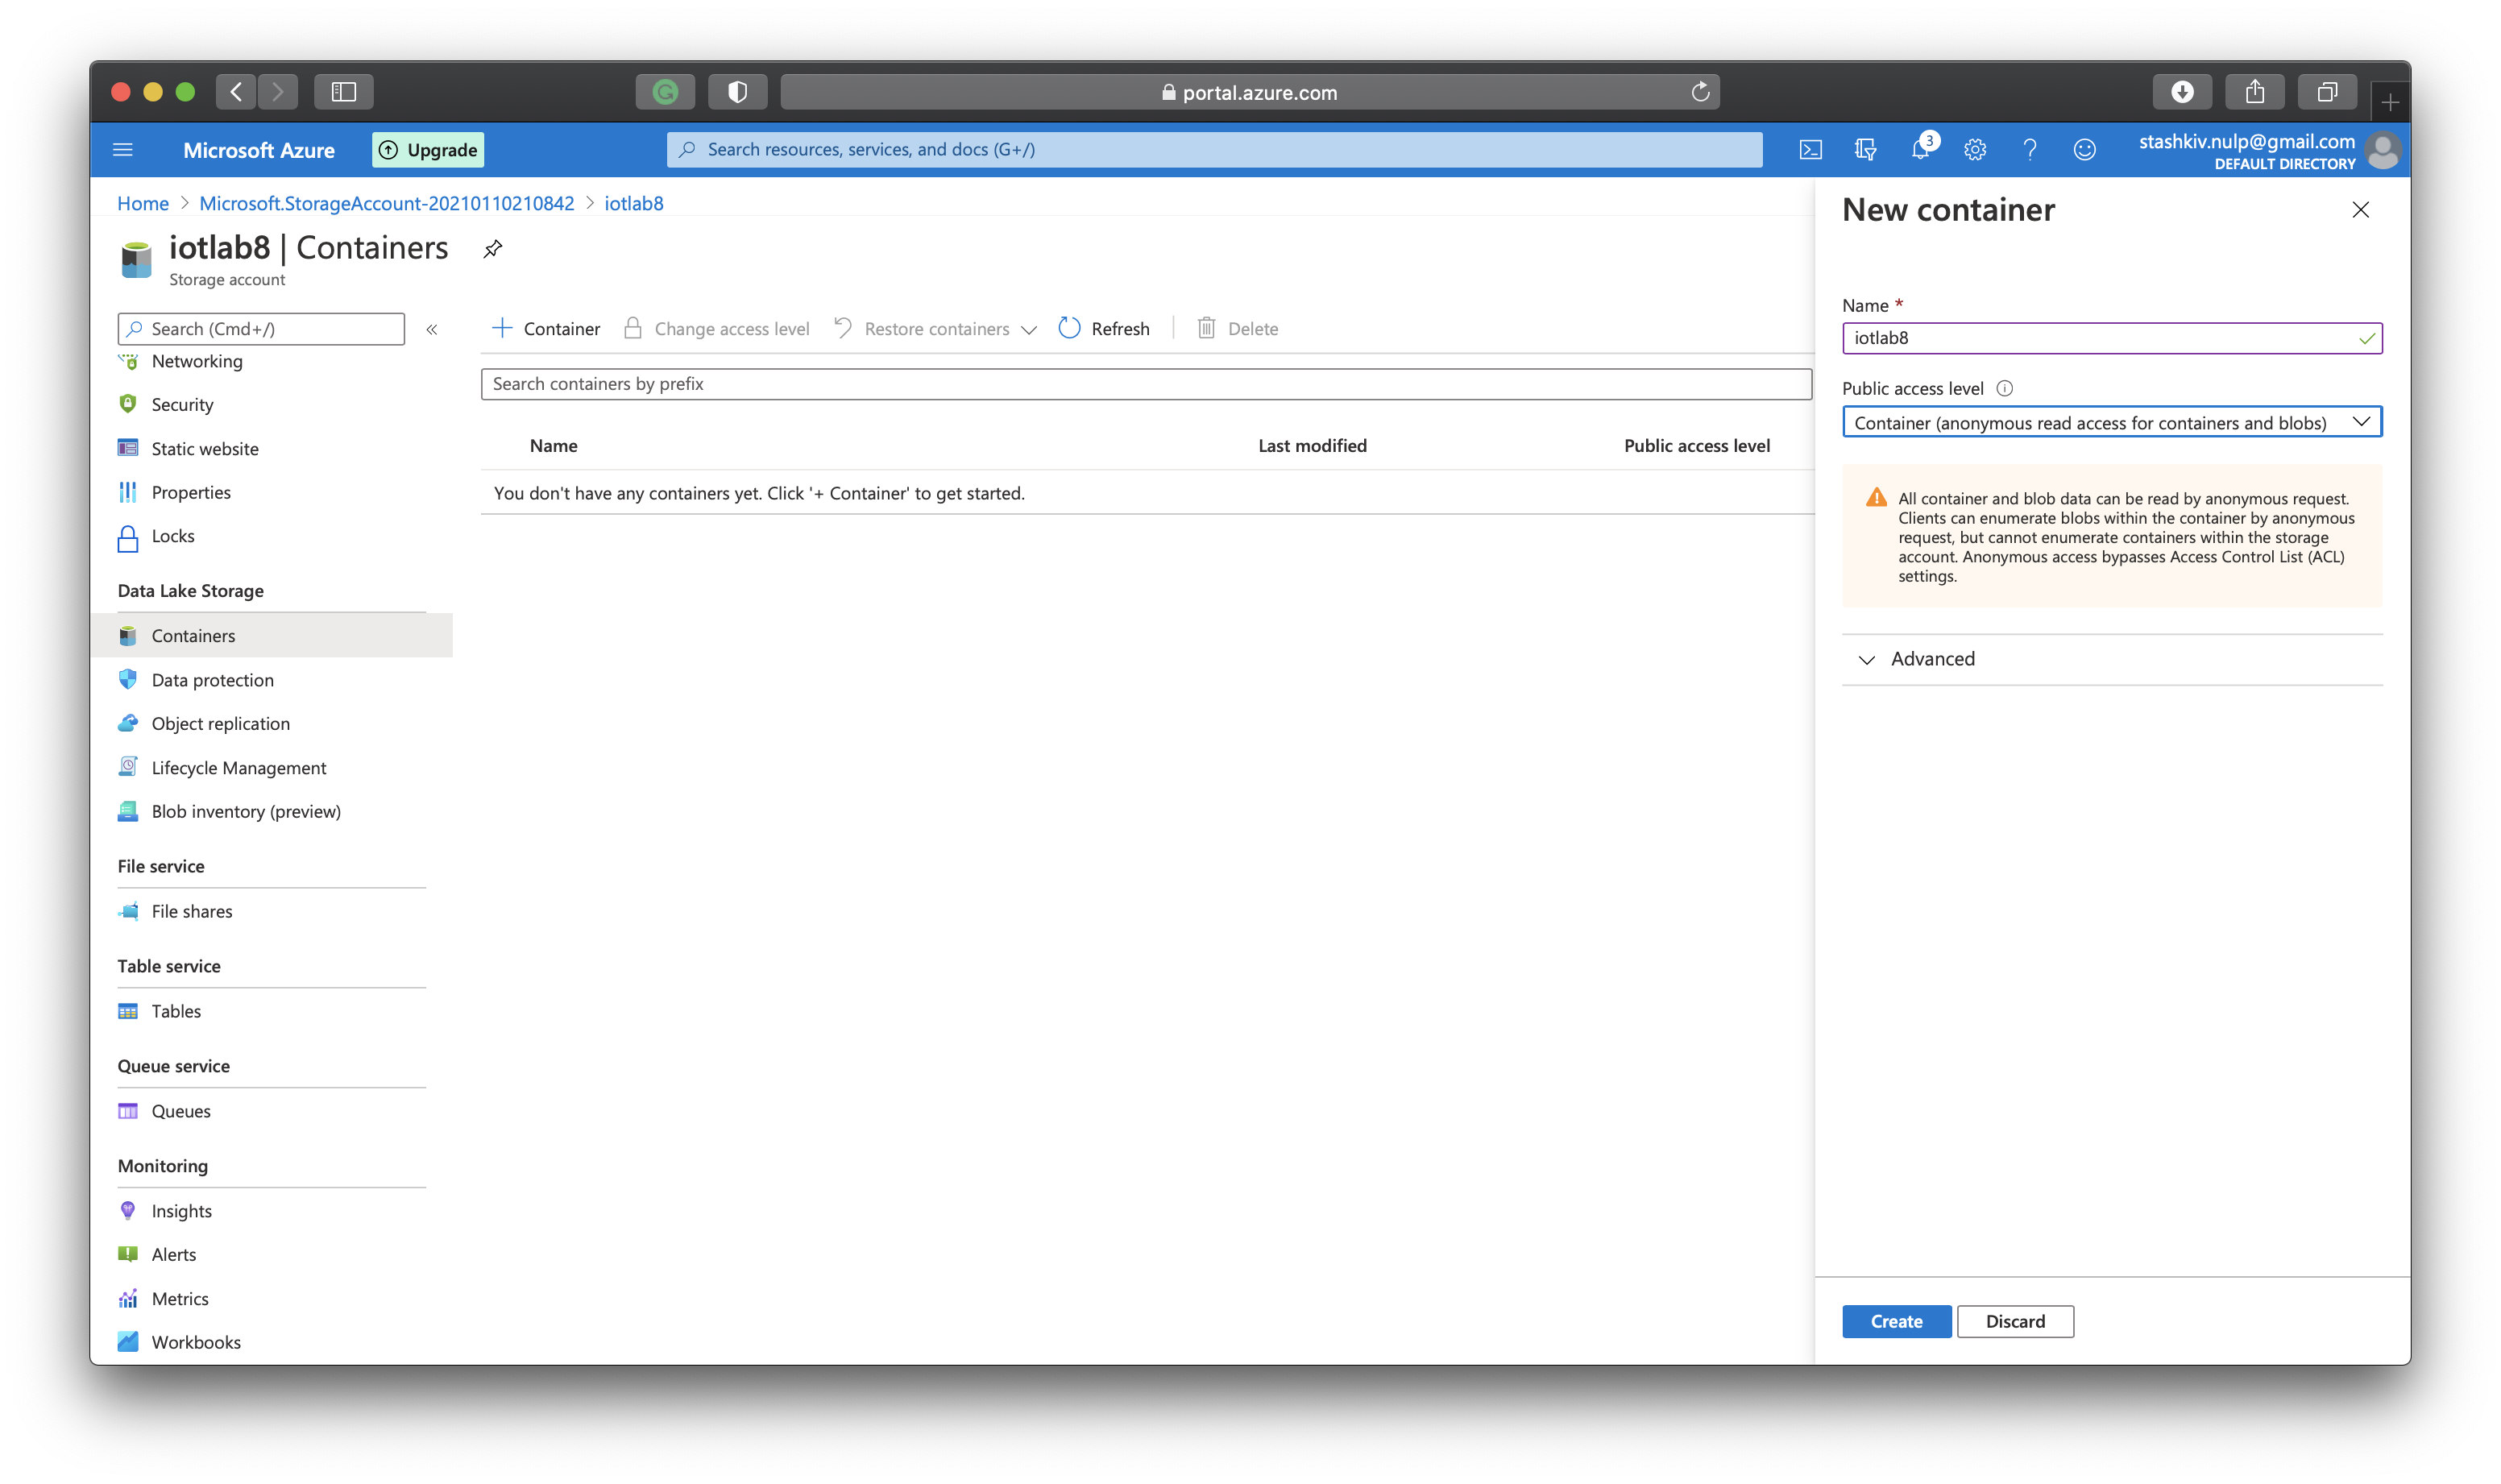 portal.azure.com
Microsoft Azure
Upgrade
Search resources, services, and docs (G+/)
3
stashkiv.nulp@gmail.com
DEFAULT DIRECTORY
Home > Microsoft.StorageAccount-20210110210842 > iotlab8
iotlab8 | Containers
Storage account
Search (Cmd+/)
«
Networking
Security
Static website
Properties
Locks
Data Lake Storage
Containers
Data protection
Object replication
Lifecycle Management
Blob inventory (preview)
File service
File shares
Table service
Tables
Queue service
Queues
Monitoring
Insights
Alerts
Metrics
Workbooks
Container
Change access level
Restore containers
Refresh
Delete
Search containers by prefix
Name
Last modified
Public access level
You don't have any containers yet. Click '+ Container' to get started.
New container
Name *
iotlab8
Public access level
Container (anonymous read access for containers and blobs)
All container and blob data can be read by anonymous request.
Clients can enumerate blobs within the container by anonymous
request, but cannot enumerate containers within the storage
account. Anonymous access bypasses Access Control List (ACL)
settings.
Advanced
Create
Discard